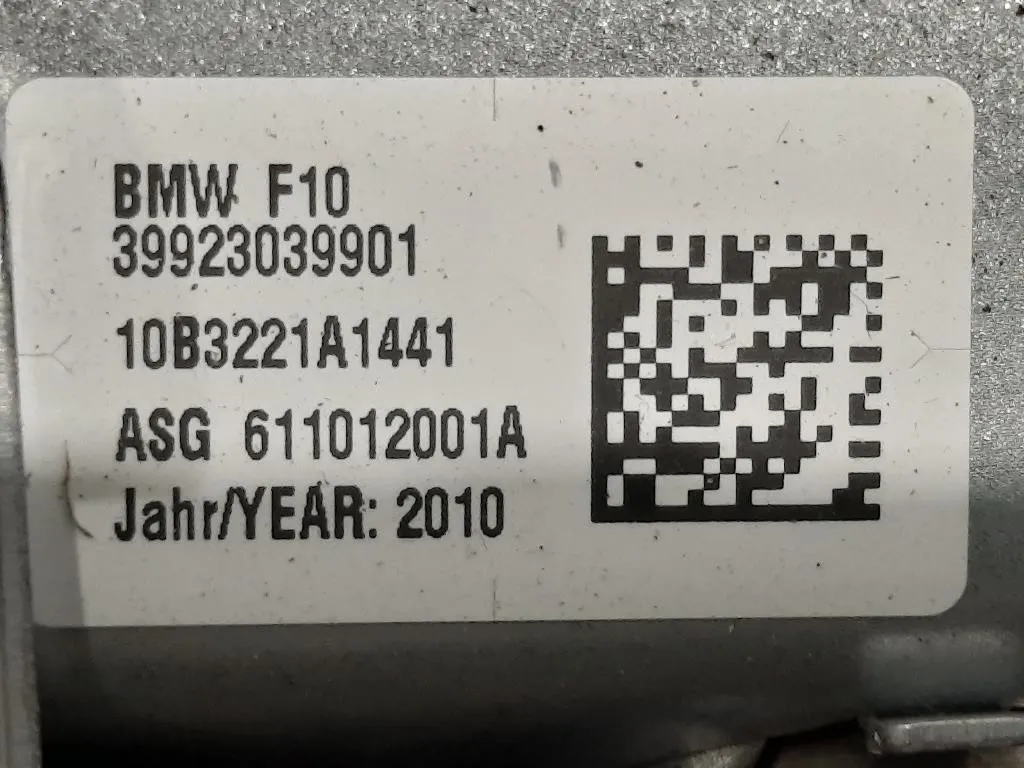 BMW F10
39923039901
10B3221A1441
ASG 611012001A
Jahr/YEAR: 2010